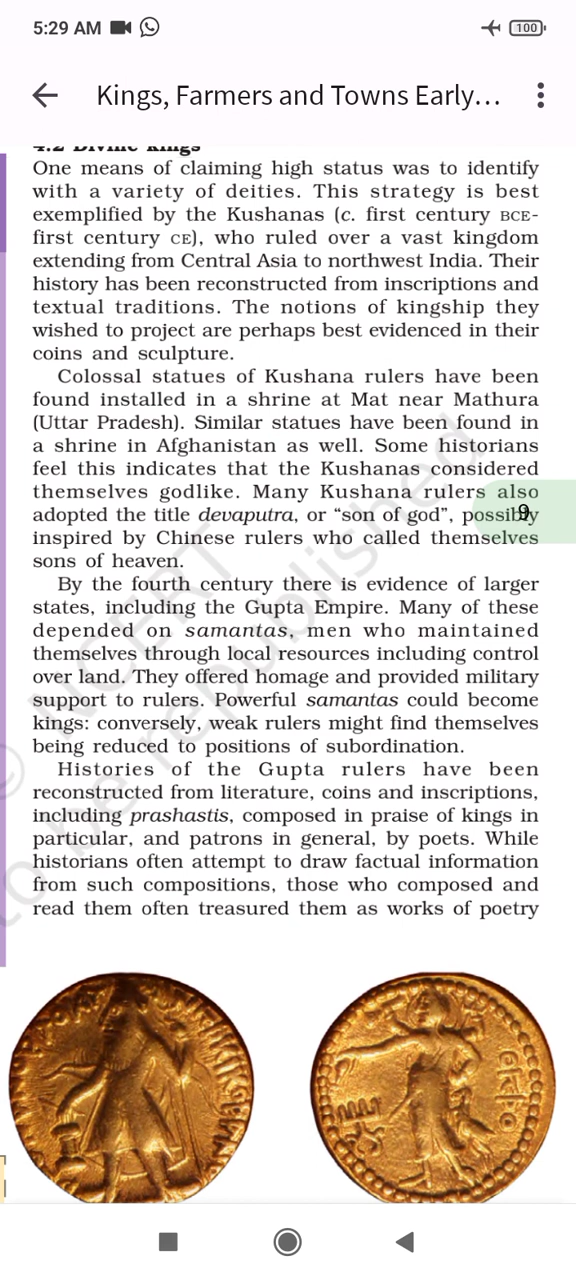 5:29 AM
100
Kings, Farmers and Towns Early...
4.2 Divine Kings
One means of claiming high status was to identify
with a variety of deities. This strategy is best
exemplified by the Kushanas (c. first century BCE-
first century CE), who ruled over a vast kingdom
extending from Central Asia to northwest India. Their
history has been reconstructed from inscriptions and
textual traditions. The notions of kingship they
wished to project are perhaps best evidenced in their
coins and sculpture.
Colossal statues of Kushana rulers have been
found installed in a shrine at Mat near Mathura
(Uttar Pradesh). Similar statues have been found in
a shrine in Afghanistan as well. Some historians
feel this indicates that the Kushanas considered
themselves godlike. Many Kushana rulers also
adopted the title devaputra, or “son of god”, possibly
9
inspired by Chinese rulers who called themselves
sons of heaven.
By the fourth century there is evidence of larger
states, including the Gupta Empire. Many of these
depended on samantas, men who maintained
themselves through local resources including control
over land. They offered homage and provided military
support to rulers. Powerful samantas could become
kings: conversely, weak rulers might find themselves
being reduced to positions of subordination.
Histories of the Gupta rulers have been
reconstructed from literature, coins and inscriptions,
including prashastis, composed in praise of kings in
particular, and patrons in general, by poets. While
historians often attempt to draw factual information
from such compositions, those who composed and
read them often treasured them as works of poetry
© NCERT
to be republished